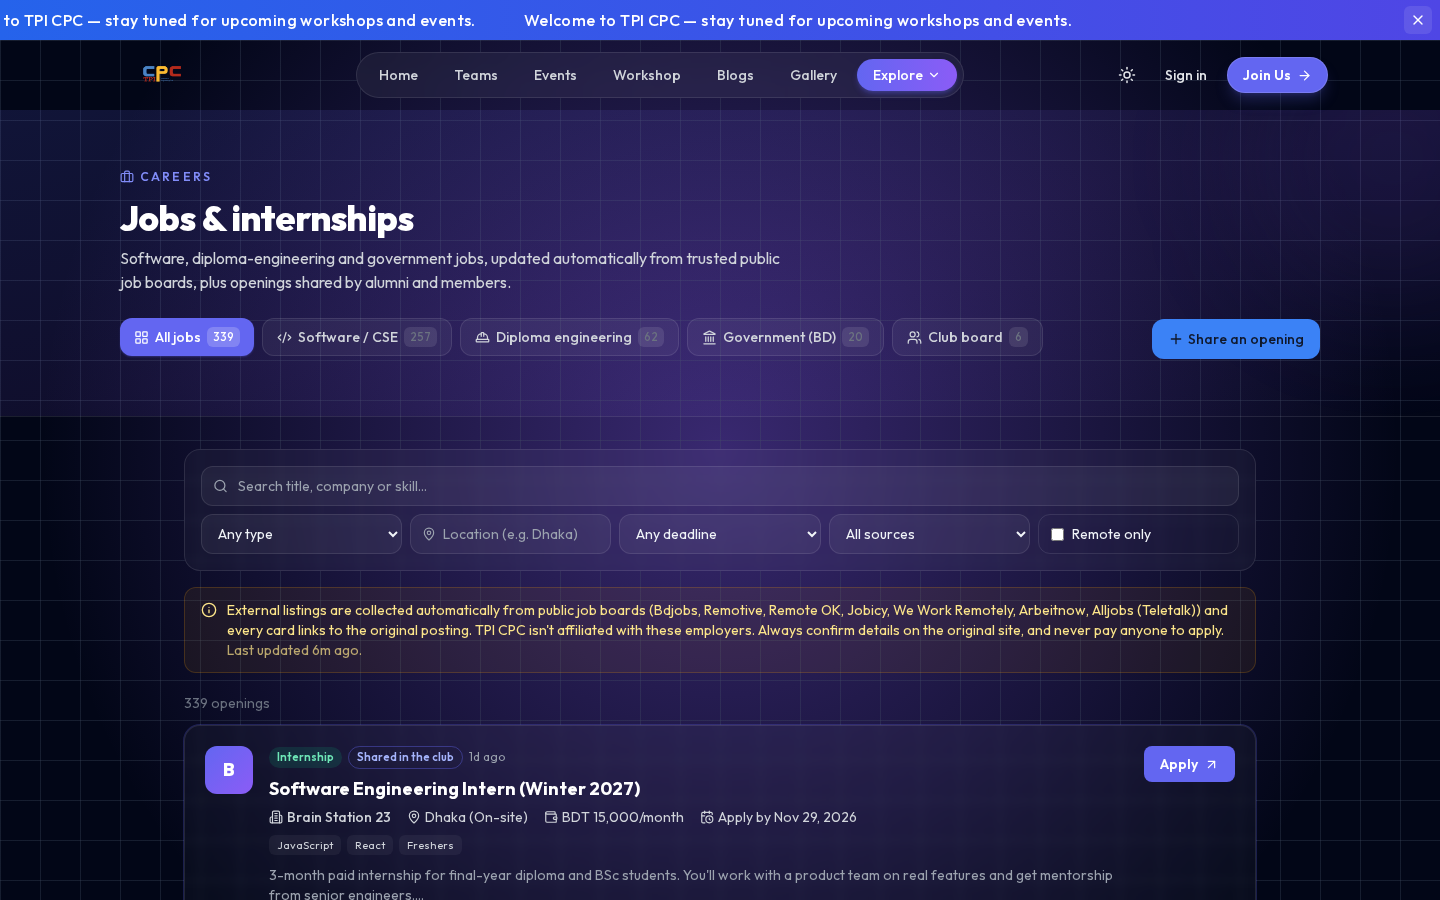 to TPI CPC — stay tuned for upcoming workshops and events. Welcome to TPI CPC — stay tuned for upcoming workshops and events.
CPC
Home Teams Events Workshop Blogs Gallery Explore Sign in Join Us
CAREERS
Jobs & internships
Software, diploma-engineering and government jobs, updated automatically from trusted public
job boards, plus openings shared by alumni and members.
All jobs 339 Software / CSE 257 Diploma engineering 62 Government (BD) 20 Club board 6 Share an opening
Search title, company or skill...
Any type Location (e.g. Dhaka) Any deadline All sources Remote only
External listings are collected automatically from public job boards (Bdjobs, Remotive, Remote OK, Jobicy, We Work Remotely, Arbeitnow, Alljobs (Teletalk)) and
every card links to the original posting. TPI CPC isn't affiliated with these employers. Always confirm details on the original site, and never pay anyone to apply.
Last updated 6m ago.
339 openings
B
Internship Shared in the club 1d ago
Apply
Software Engineering Intern (Winter 2027)
Brain Station 23 Dhaka (On-site) BDT 15,000/month Apply by Nov 29, 2026
JavaScript React Freshers
3-month paid internship for final-year diploma and BSc students. You'll work with a product team on real features and get mentorship
from senior engineers....